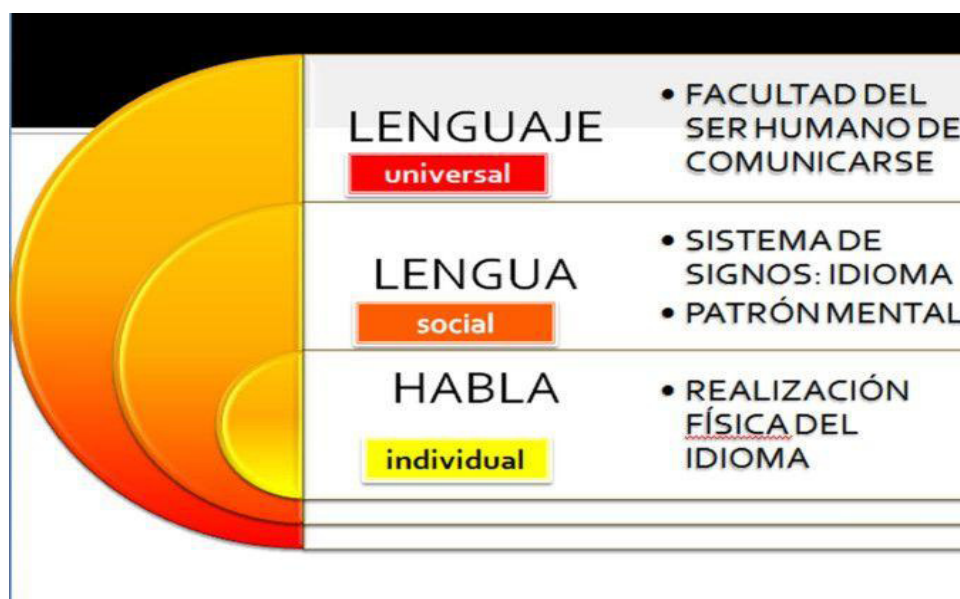 LENGUAJE
universal
• FACULTAD DEL
SER HUMANO DE
COMUNICARSE
LENGUA
social
• SISTEMA DE
SIGNOS: IDIOMA
• PATRÓN MENTAL
HABLA
individual
• REALIZACIÓN
FÍSICA DEL
IDIOMA